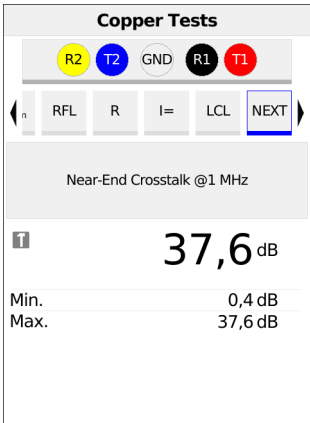 Copper Tests
R2 T2 GND R1 T1
n RFL R I= LCL NEXT
Near-End Crosstalk @1 MHz
37,6 dB
Min. 0,4 dB
Max. 37,6 dB